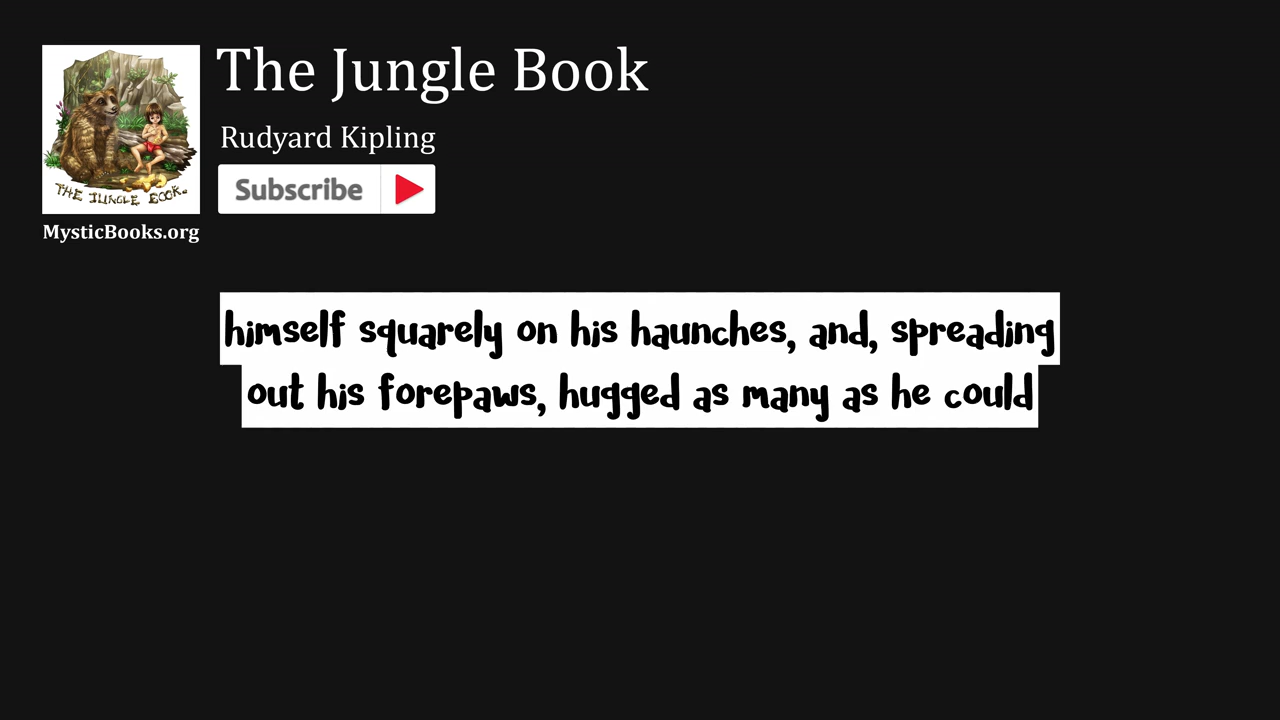 The Jungle Book
Rudyard Kipling
Subscribe
THE JUNGLE BOOK.
MysticBooks.org
himself squarely on his haunches, and, spreading
out his forepaws, hugged as many as he could